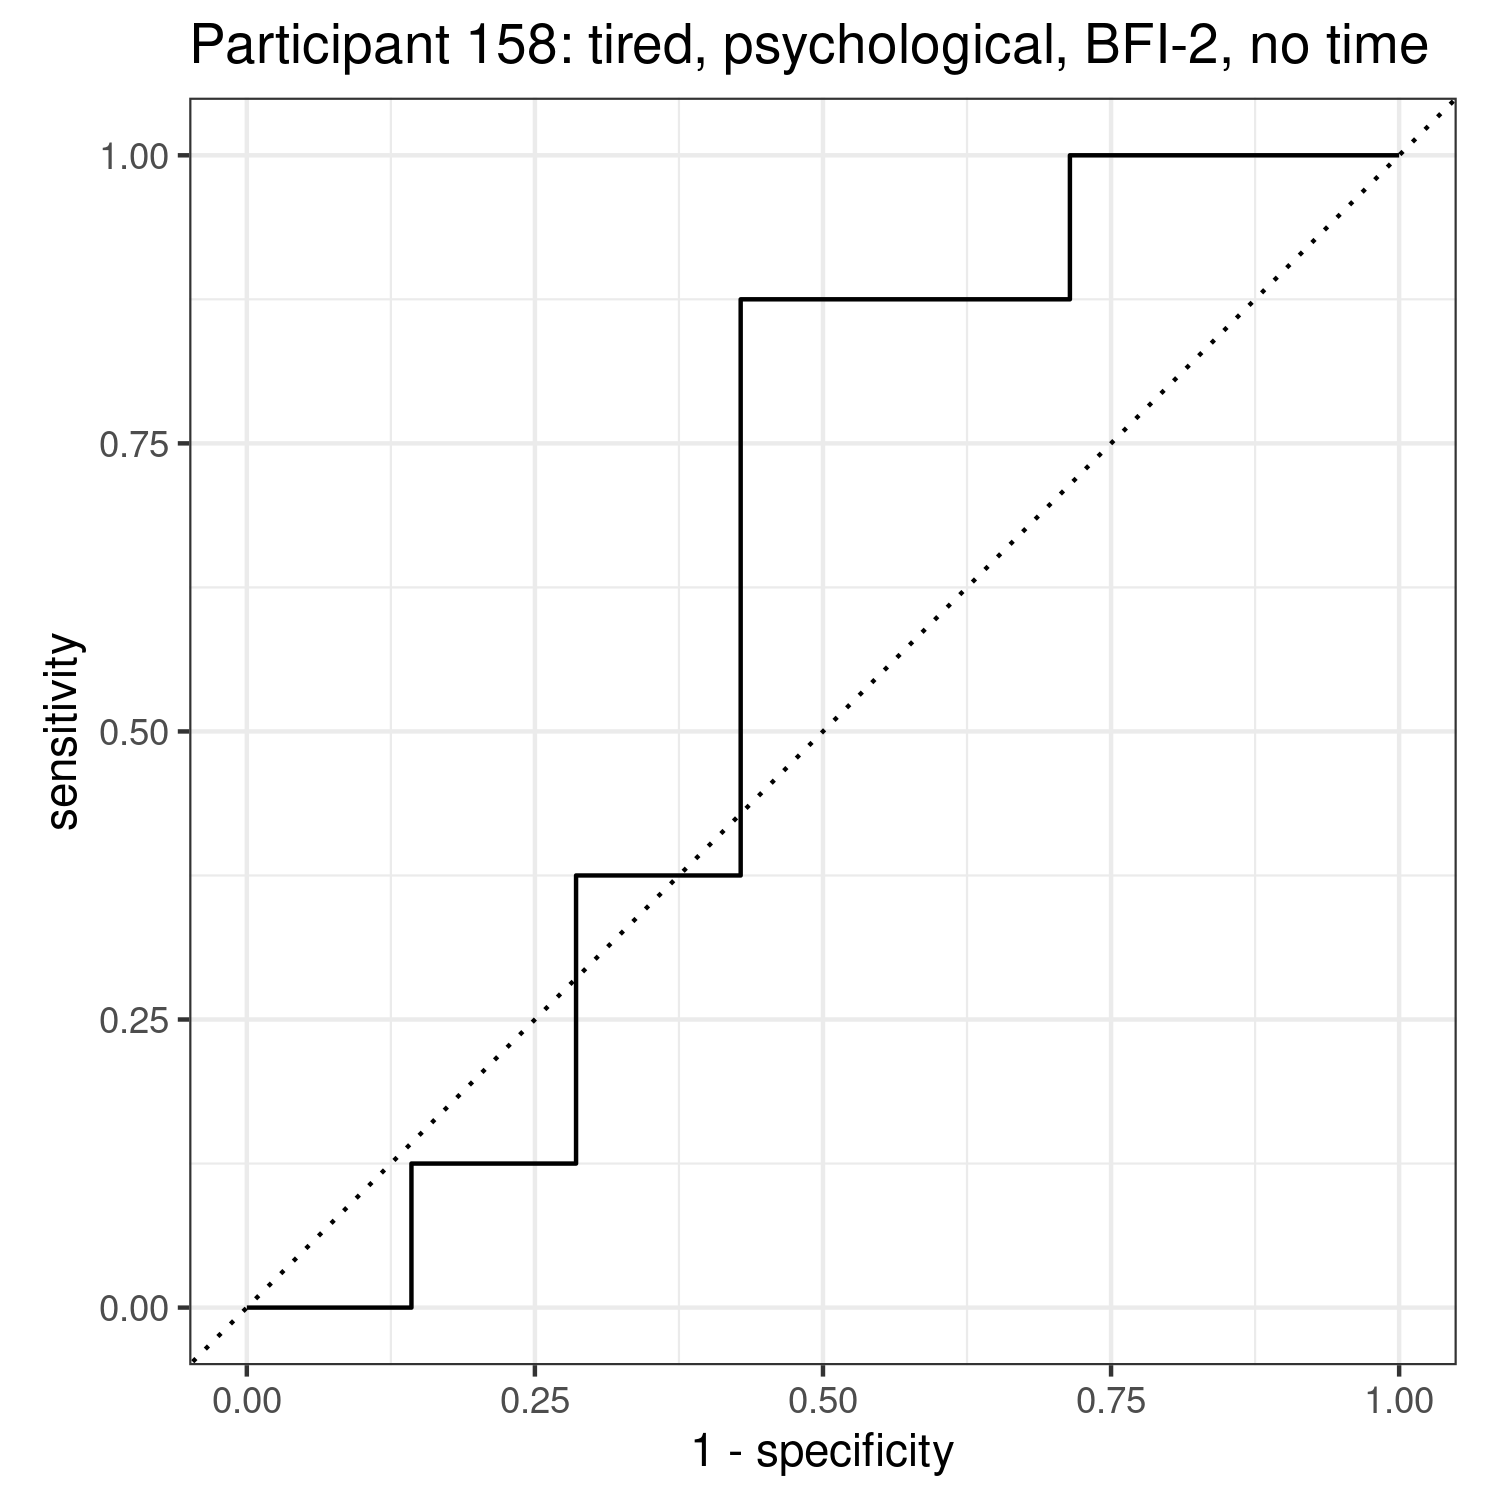 Participant 158: tired, psychological, BFI-2, no time
1.00
0.75
0.50
0.25
0.00
sensitivity
0.00 0.25 0.50 0.75 1.00
1 - specificity